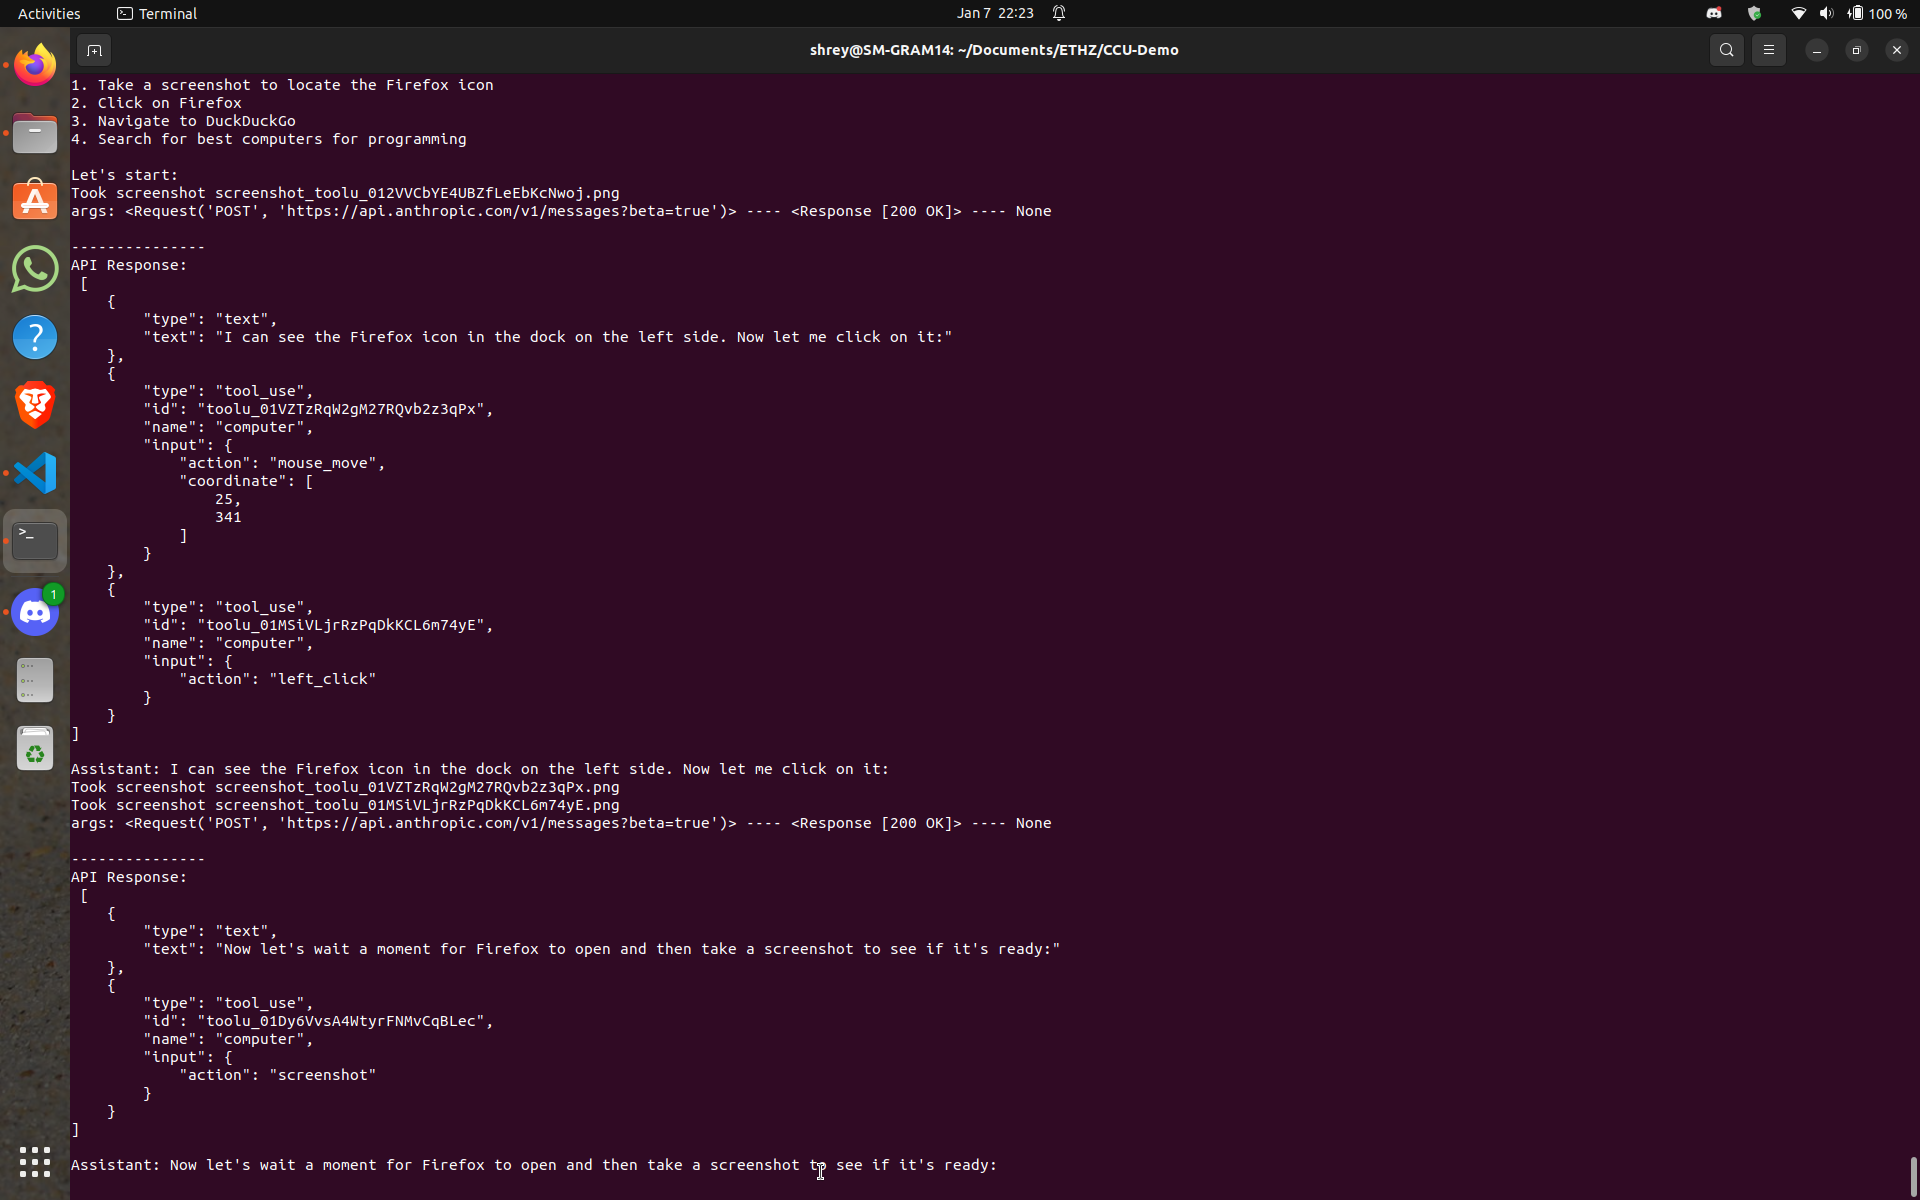 Activities
Terminal
Jan 7 22:23
100 %
shrey@SM-GRAM14: ~/Documents/ETHZ/CCU-Demo
1. Take a screenshot to locate the Firefox icon
2. Click on Firefox
3. Navigate to DuckDuckGo
4. Search for best computers for programming
Let's start:
Took screenshot screenshot_toolu_012VVCbYE4UBZfLeEbKcNwoj.png
args: <Request('POST', 'https://api.anthropic.com/v1/messages?beta=true')> ---- <Response [200 OK]> ---- None
---------------
API Response:
[
{
"type": "text",
"text": "I can see the Firefox icon in the dock on the left side. Now let me click on it:"
},
{
"type": "tool_use",
"id": "toolu_01VZTzRqW2gM27RQvb2z3qPx",
"name": "computer",
"input": {
"action": "mouse_move",
"coordinate": [
25,
341
]
}
},
{
"type": "tool_use",
"id": "toolu_01MSiVLjrRzPqDkKCL6m74yE",
"name": "computer",
"input": {
"action": "left_click"
}
}
]
Assistant: I can see the Firefox icon in the dock on the left side. Now let me click on it:
Took screenshot screenshot_toolu_01VZTzRqW2gM27RQvb2z3qPx.png
Took screenshot screenshot_toolu_01MSiVLjrRzPqDkKCL6m74yE.png
args: <Request('POST', 'https://api.anthropic.com/v1/messages?beta=true')> ---- <Response [200 OK]> ---- None
---------------
API Response:
[
{
"type": "text",
"text": "Now let's wait a moment for Firefox to open and then take a screenshot to see if it's ready:"
},
{
"type": "tool_use",
"id": "toolu_01Dy6VvsA4WtyrFNMvCqBLec",
"name": "computer",
"input": {
"action": "screenshot"
}
}
]
Assistant: Now let's wait a moment for Firefox to open and then take a screenshot to see if it's ready:
1